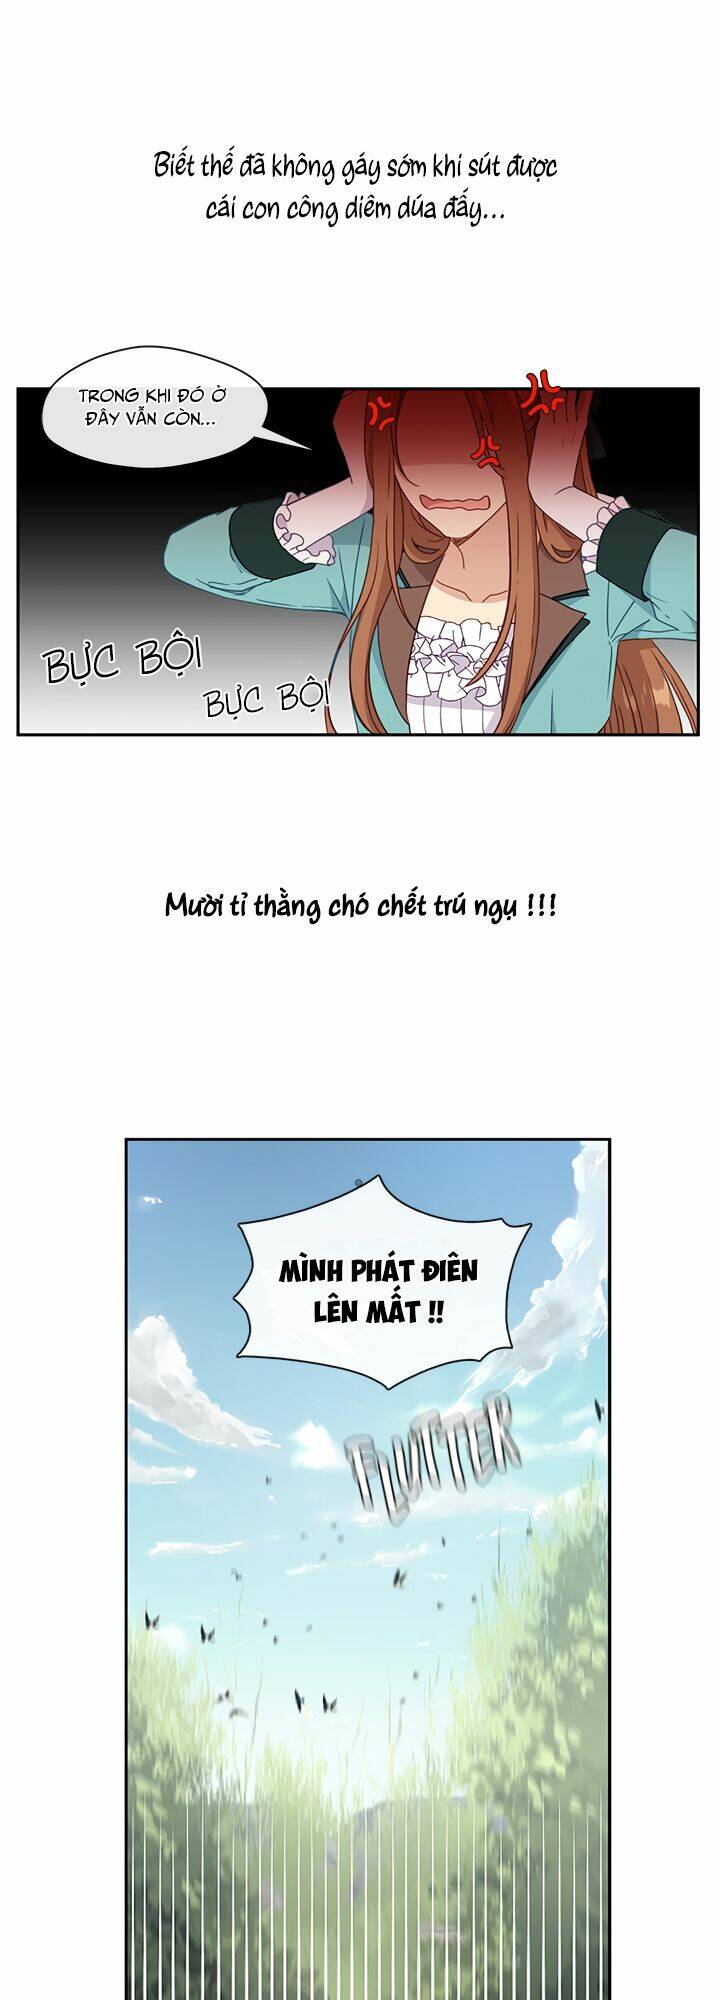 Biết thế đã không gáy sớm khi sút được
cái con công diêm dúa đấy...
TRONG KHI ĐÓ Ở
ĐÂY VẪN CÒN...
BỰC BỘI
BỰC BỘI
Mười tỉ thằng chó chết trú ngụ !!!
MÌNH PHÁT ĐIÊN
LÊN MẤT !!
FLUTTER